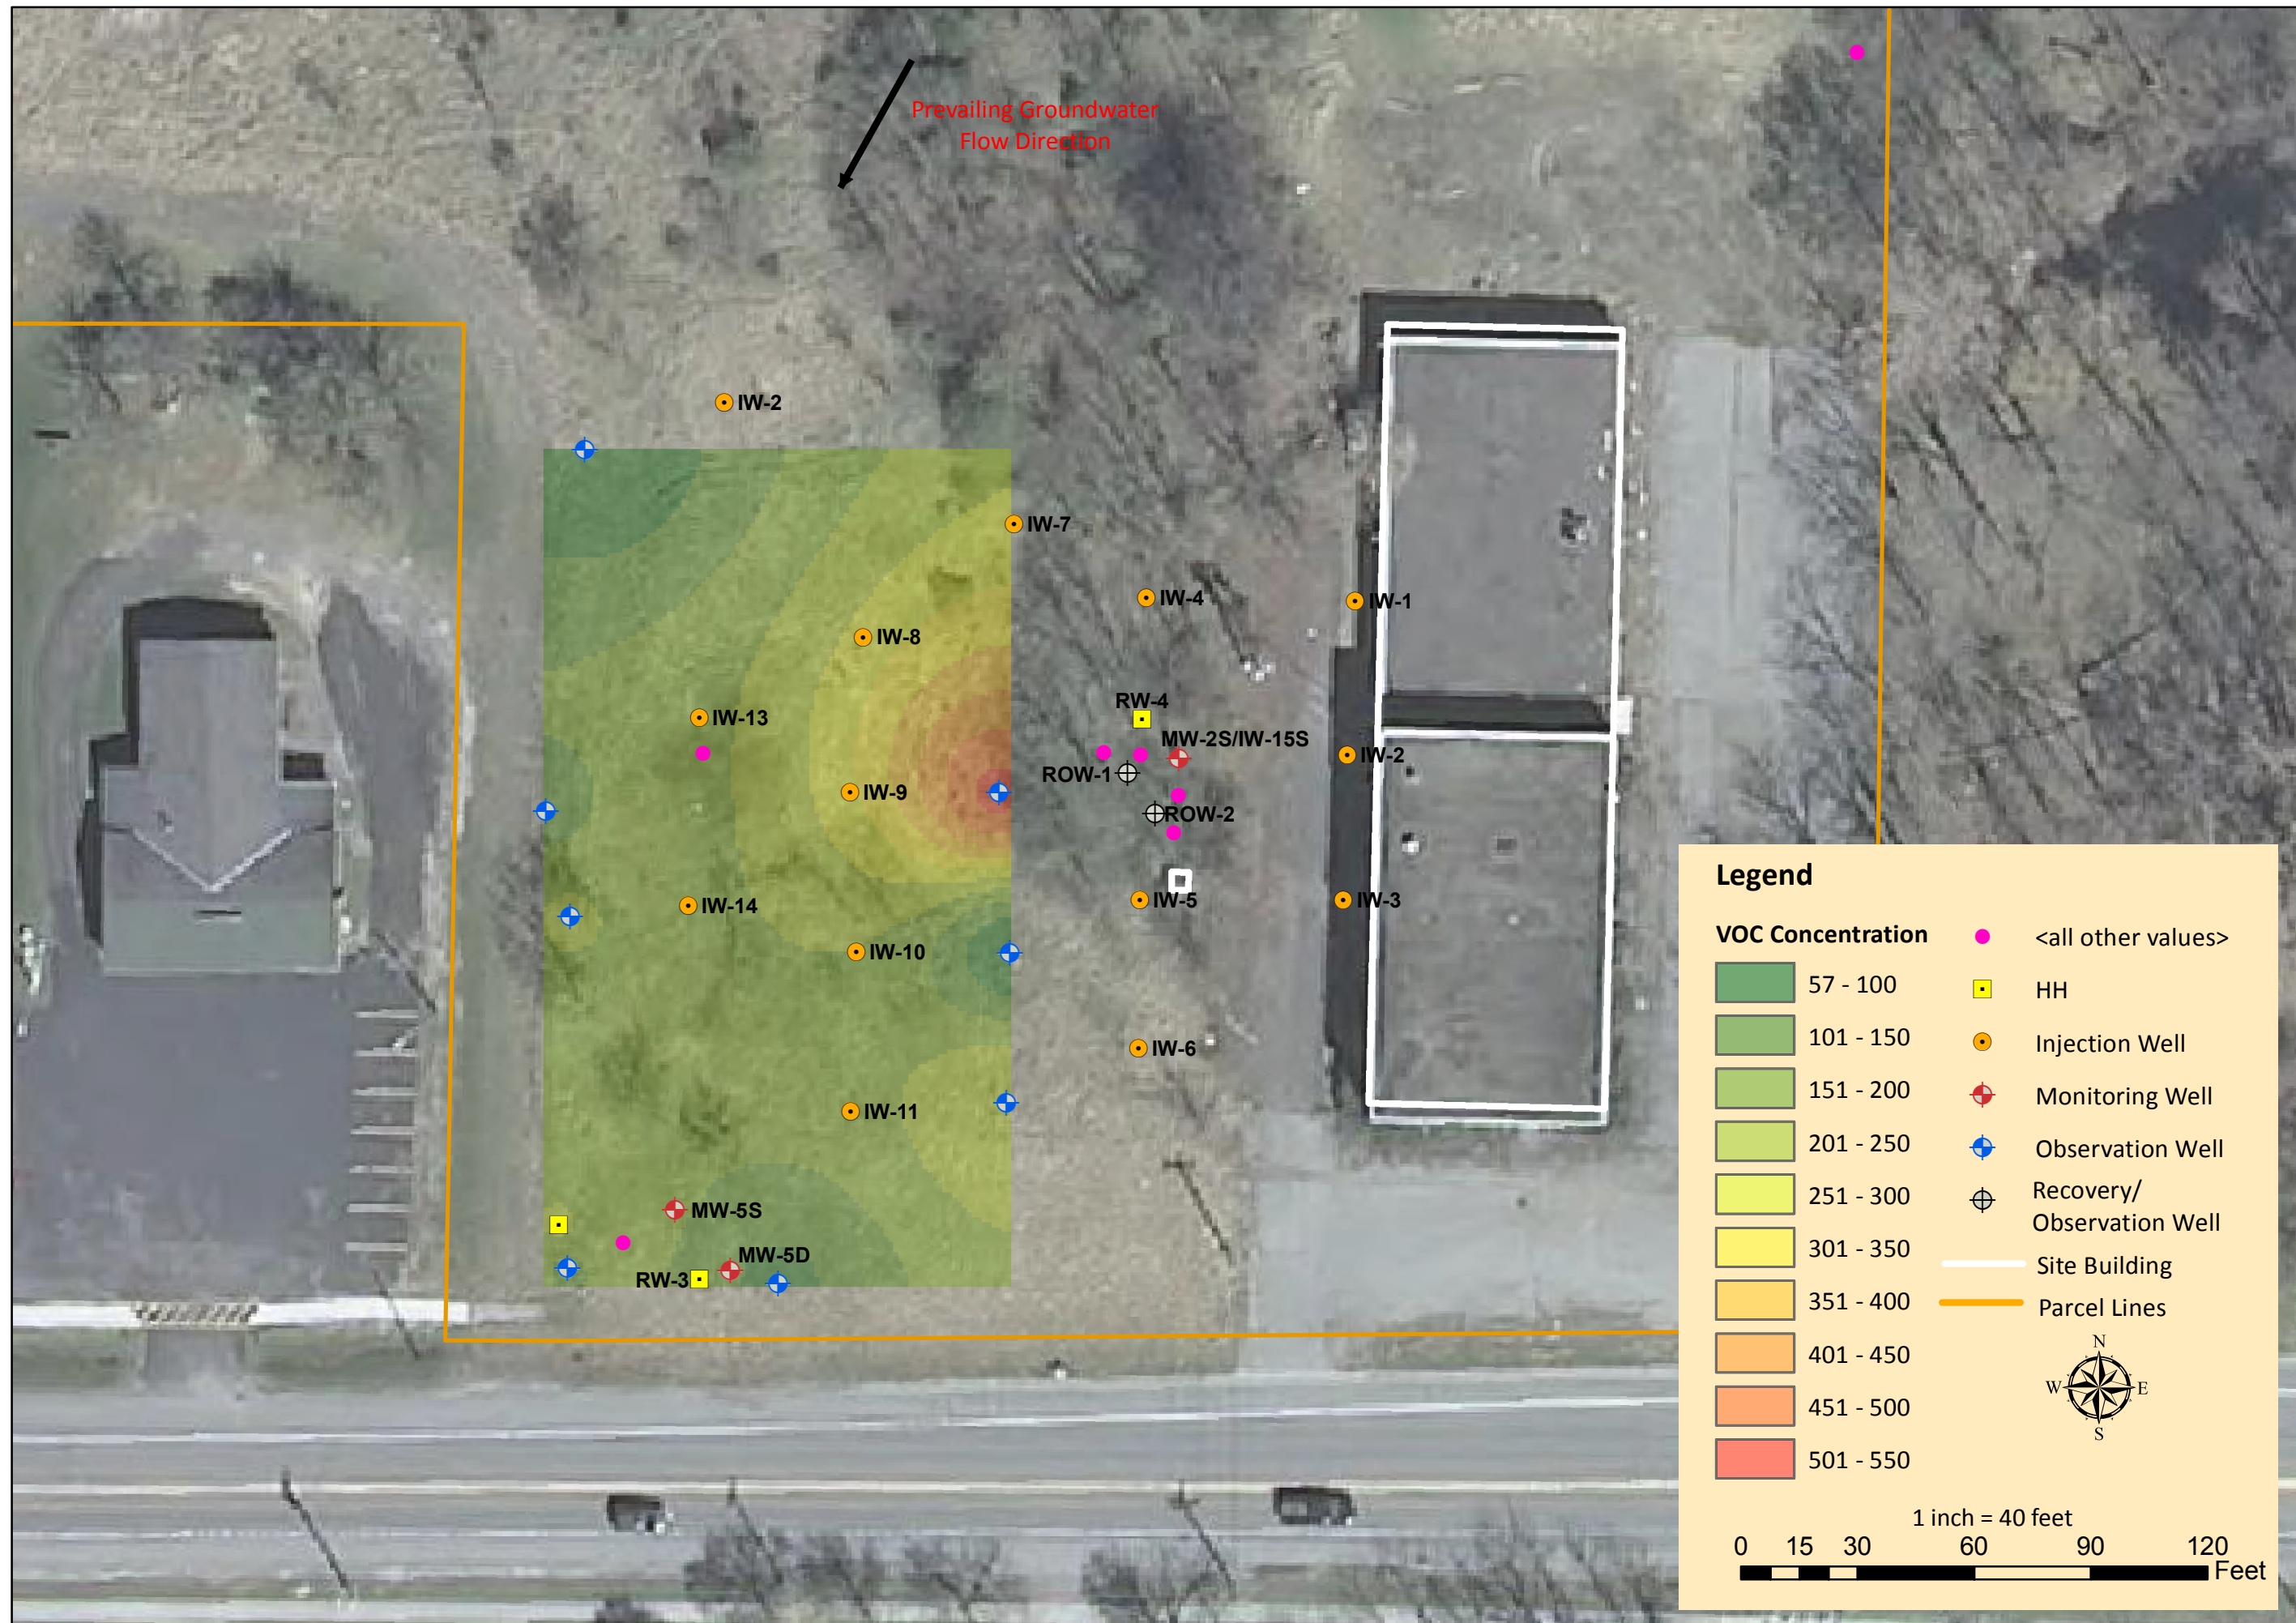 Prevailing Groundwater
Flow Direction
IW-2
IW-7
IW-4
IW-1
IW-8
RW-4
IW-13
MW-2S/IW-15S
IW-2
ROW-1
IW-9
ROW-2
IW-5
IW-3
IW-14
IW-10
IW-6
IW-11
MW-5S
MW-5D
RW-3
Legend
VOC Concentration
57 - 100
101 - 150
151 - 200
201 - 250
251 - 300
301 - 350
351 - 400
401 - 450
451 - 500
501 - 550
<all other values>
HH
Injection Well
Monitoring Well
Observation Well
Recovery/
Observation Well
Site Building
Parcel Lines
N
W E
S
1 inch = 40 feet
0 15 30 60 90 120
Feet